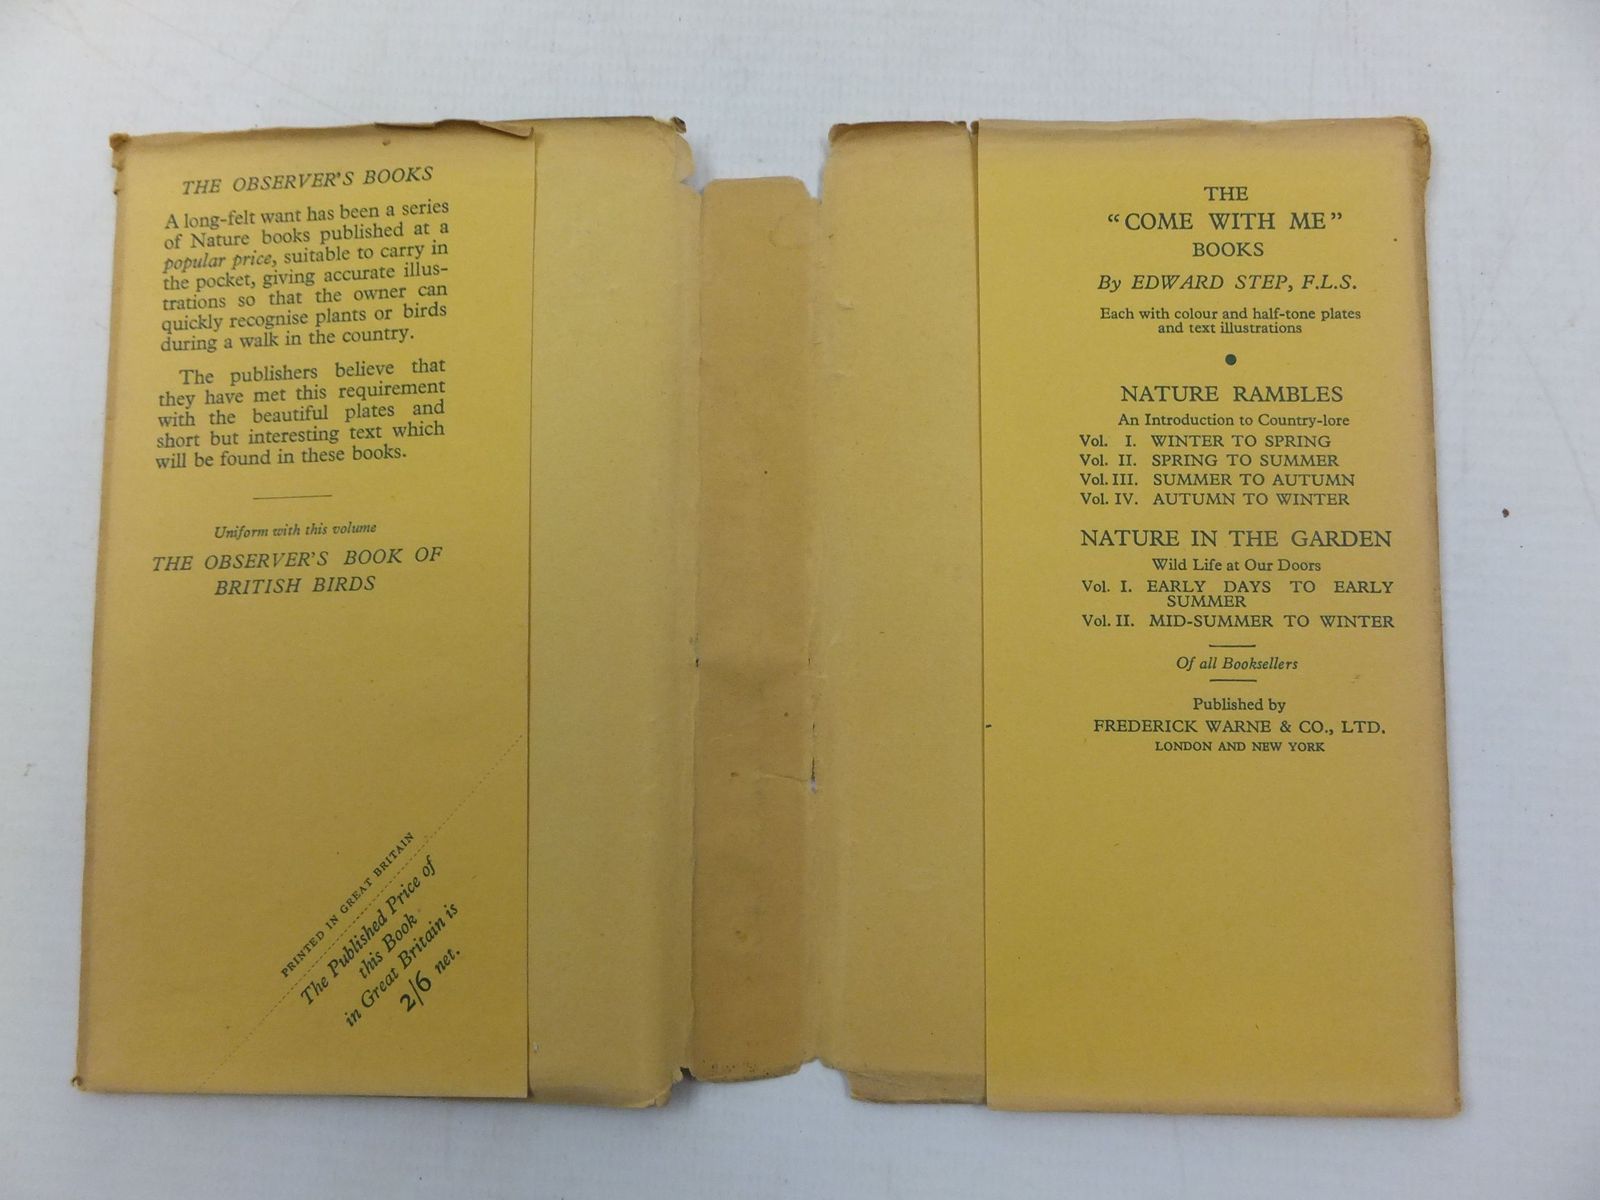 THE OBSERVER'S BOOKS
A long-felt want has been a series
of Nature books published at a
popular price, suitable to carry in
the pocket, giving accurate illus-
trations so that the owner can
quickly recognise plants or birds
during a walk in the country.
The publishers believe that
they have met this requirement
with the beautiful plates and
short but interesting text which
will be found in these books.
Uniform with this volume
THE OBSERVER'S BOOK OF
BRITISH BIRDS
PRINTED IN GREAT BRITAIN
The Published Price of
this Book
in Great Britain is
2/6 net.
THE
"COME WITH ME"
BOOKS
By EDWARD STEP, F.L.S.
Each with colour and half-tone plates
and text illustrations
NATURE RAMBLES
An Introduction to Country-lore
Vol. I. WINTER TO SPRING
Vol. II. SPRING TO SUMMER
Vol. III. SUMMER TO AUTUMN
Vol. IV. AUTUMN TO WINTER
NATURE IN THE GARDEN
Wild Life at Our Doors
Vol. I. EARLY DAYS TO EARLY
SUMMER
Vol. II. MID-SUMMER TO WINTER
Of all Booksellers
Published by
FREDERICK WARNE & CO., LTD.
LONDON AND NEW YORK